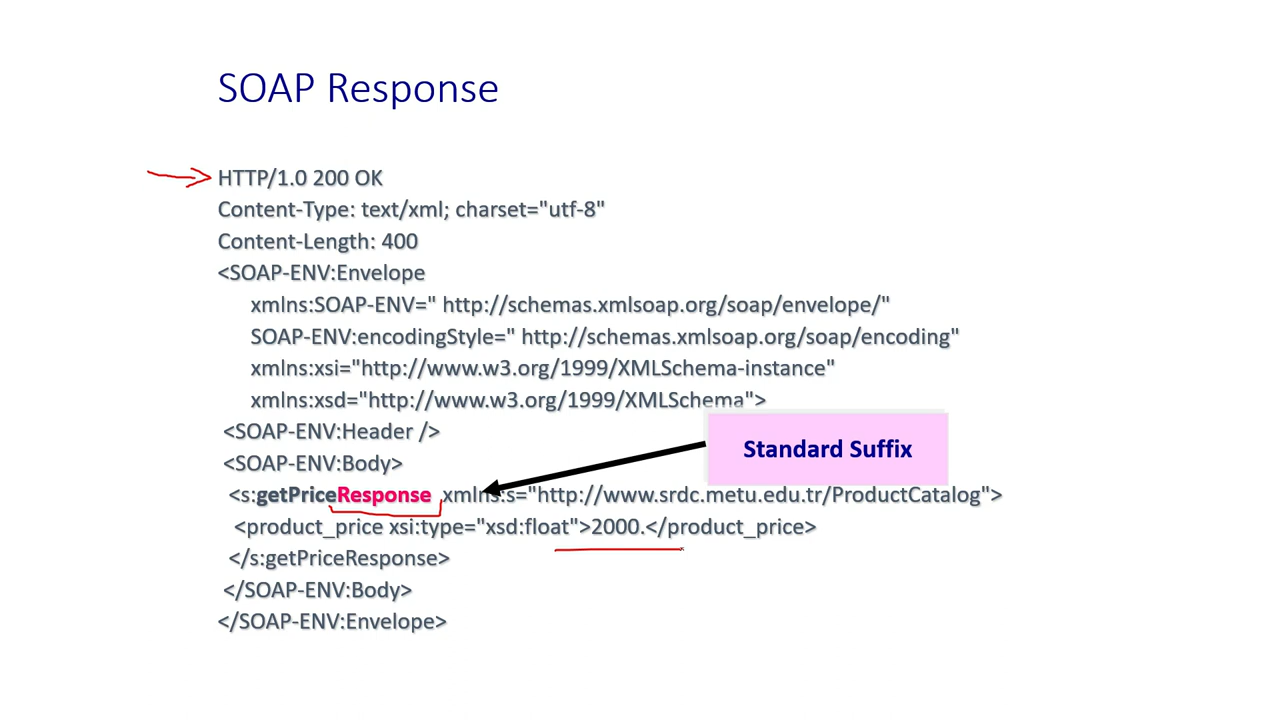 SOAP Response
HTTP/1.0 200 OK
Content-Type: text/xml; charset="utf-8"
Content-Length: 400
<SOAP-ENV:Envelope
xmlns:SOAP-ENV=" http://schemas.xmlsoap.org/soap/envelope/"
SOAP-ENV:encodingStyle=" http://schemas.xmlsoap.org/soap/encoding"
xmlns:xsi="http://www.w3.org/1999/XMLSchema-instance"
xmlns:xsd="http://www.w3.org/1999/XMLSchema">
<SOAP-ENV:Header />
Standard Suffix
<SOAP-ENV:Body>
<s:getPriceResponse xmlns:s="http://www.srdc.metu.edu.tr/ProductCatalog">
<product_price xsi:type="xsd:float">2000.</product_price>
</s:getPriceResponse>
</SOAP-ENV:Body>
</SOAP-ENV:Envelope>